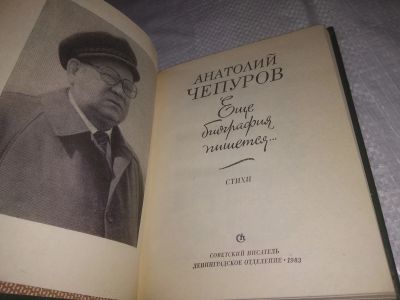 АНАТОЛИЙ
ЧЕПУРОВ
Еще
биография
пишется...
СТИХИ
СОВЕТСКИЙ ПИСАТЕЛЬ
ЛЕНИНГРАДСКОЕ ОТДЕЛЕНИЕ • 1983